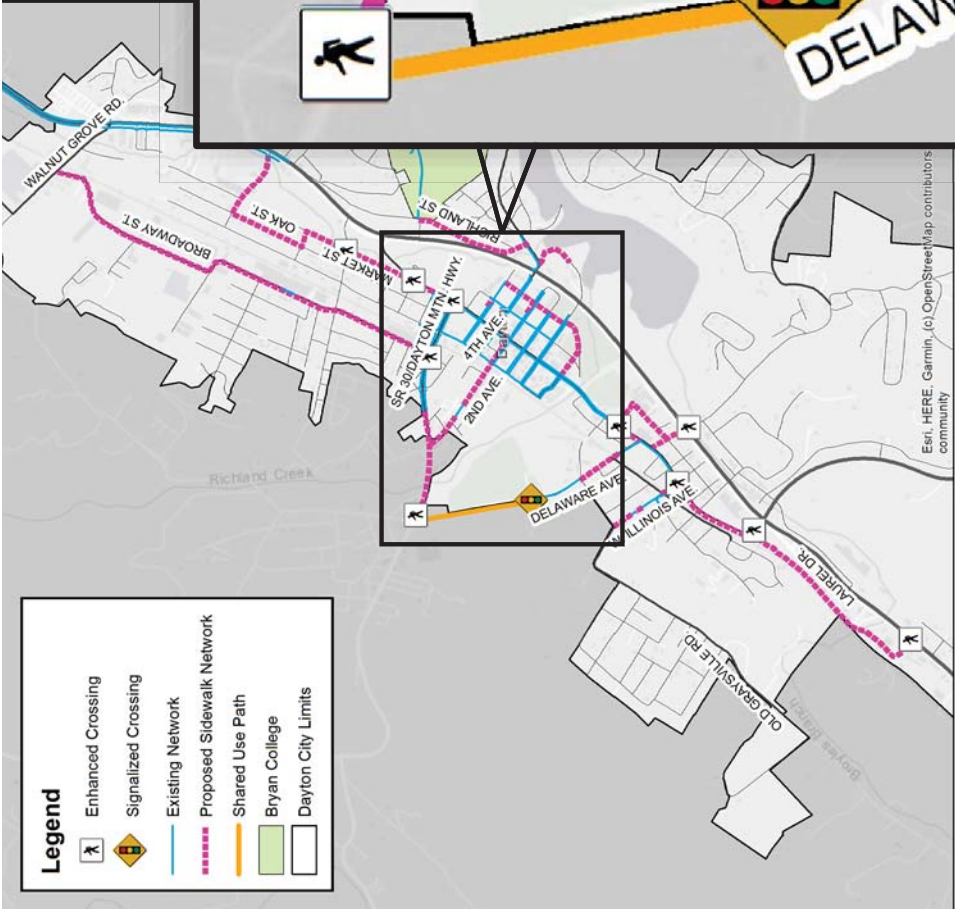 DELAW
WALNUT GROVE RD.
BROADWAY ST.
OAK ST.
MARKET ST.
RICHLAND ST.
SR 30/DAYTON MTN. HWY.
4TH AVE.
2ND AVE.
Richland Creek
DELAWARE AVE.
W. ILLINOIS AVE.
LAUREL DR.
OLD GRAYSVILLE RD
Broyles Branch
Legend
Enhanced Crossing
Signalized Crossing
Existing Network
Proposed Sidewalk Network
Shared Use Path
Bryan College
Dayton City Limits
Esri, HERE, Garmin, (c) OpenStreetMap contributors
community